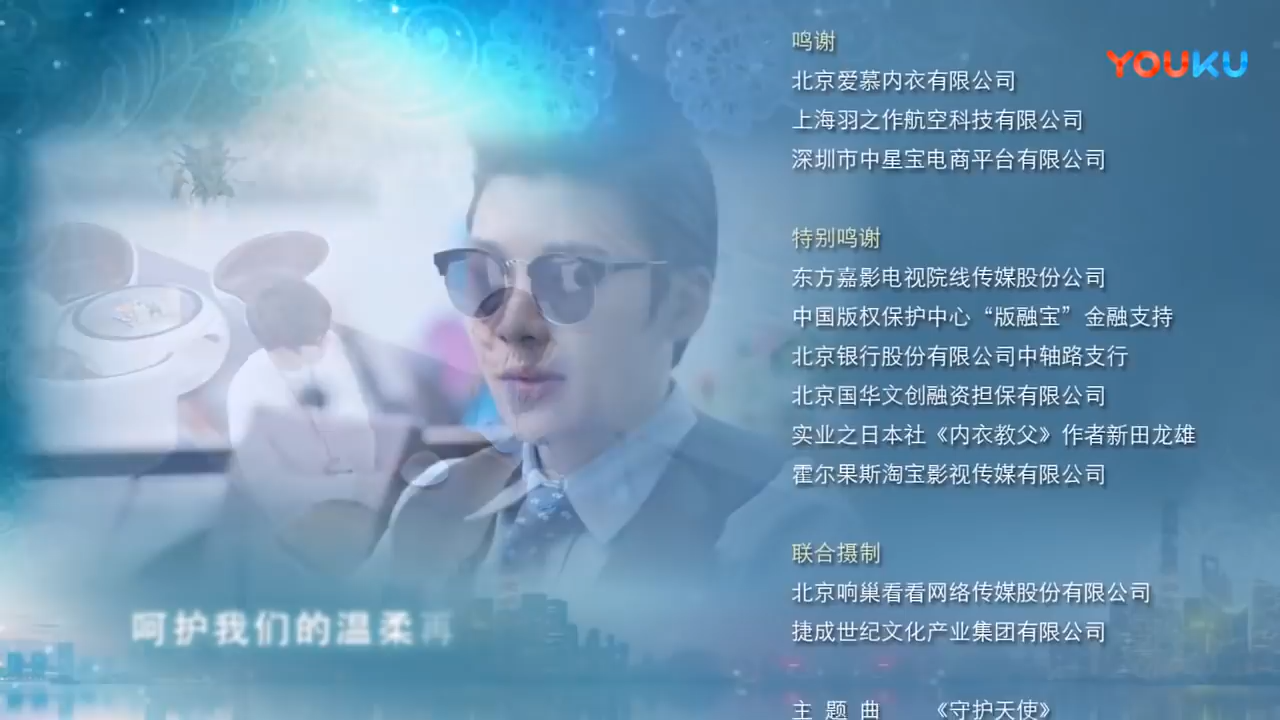 鸣谢
YOUKU
北京爱慕内衣有限公司
上海羽之作航空科技有限公司
深圳市中星宝电商平台有限公司
特别鸣谢
东方嘉影电视院线传媒股份公司
中国版权保护中心“版融宝”金融支持
北京银行股份有限公司中轴路支行
北京国华文创融资担保有限公司
实业之日本社《内衣教父》作者新田龙雄
霍尔果斯淘宝影视传媒有限公司
联合摄制
北京响巢看看网络传媒股份有限公司
捷成世纪文化产业集团有限公司
呵护我们的温柔再
主 题 曲 《守护天使》